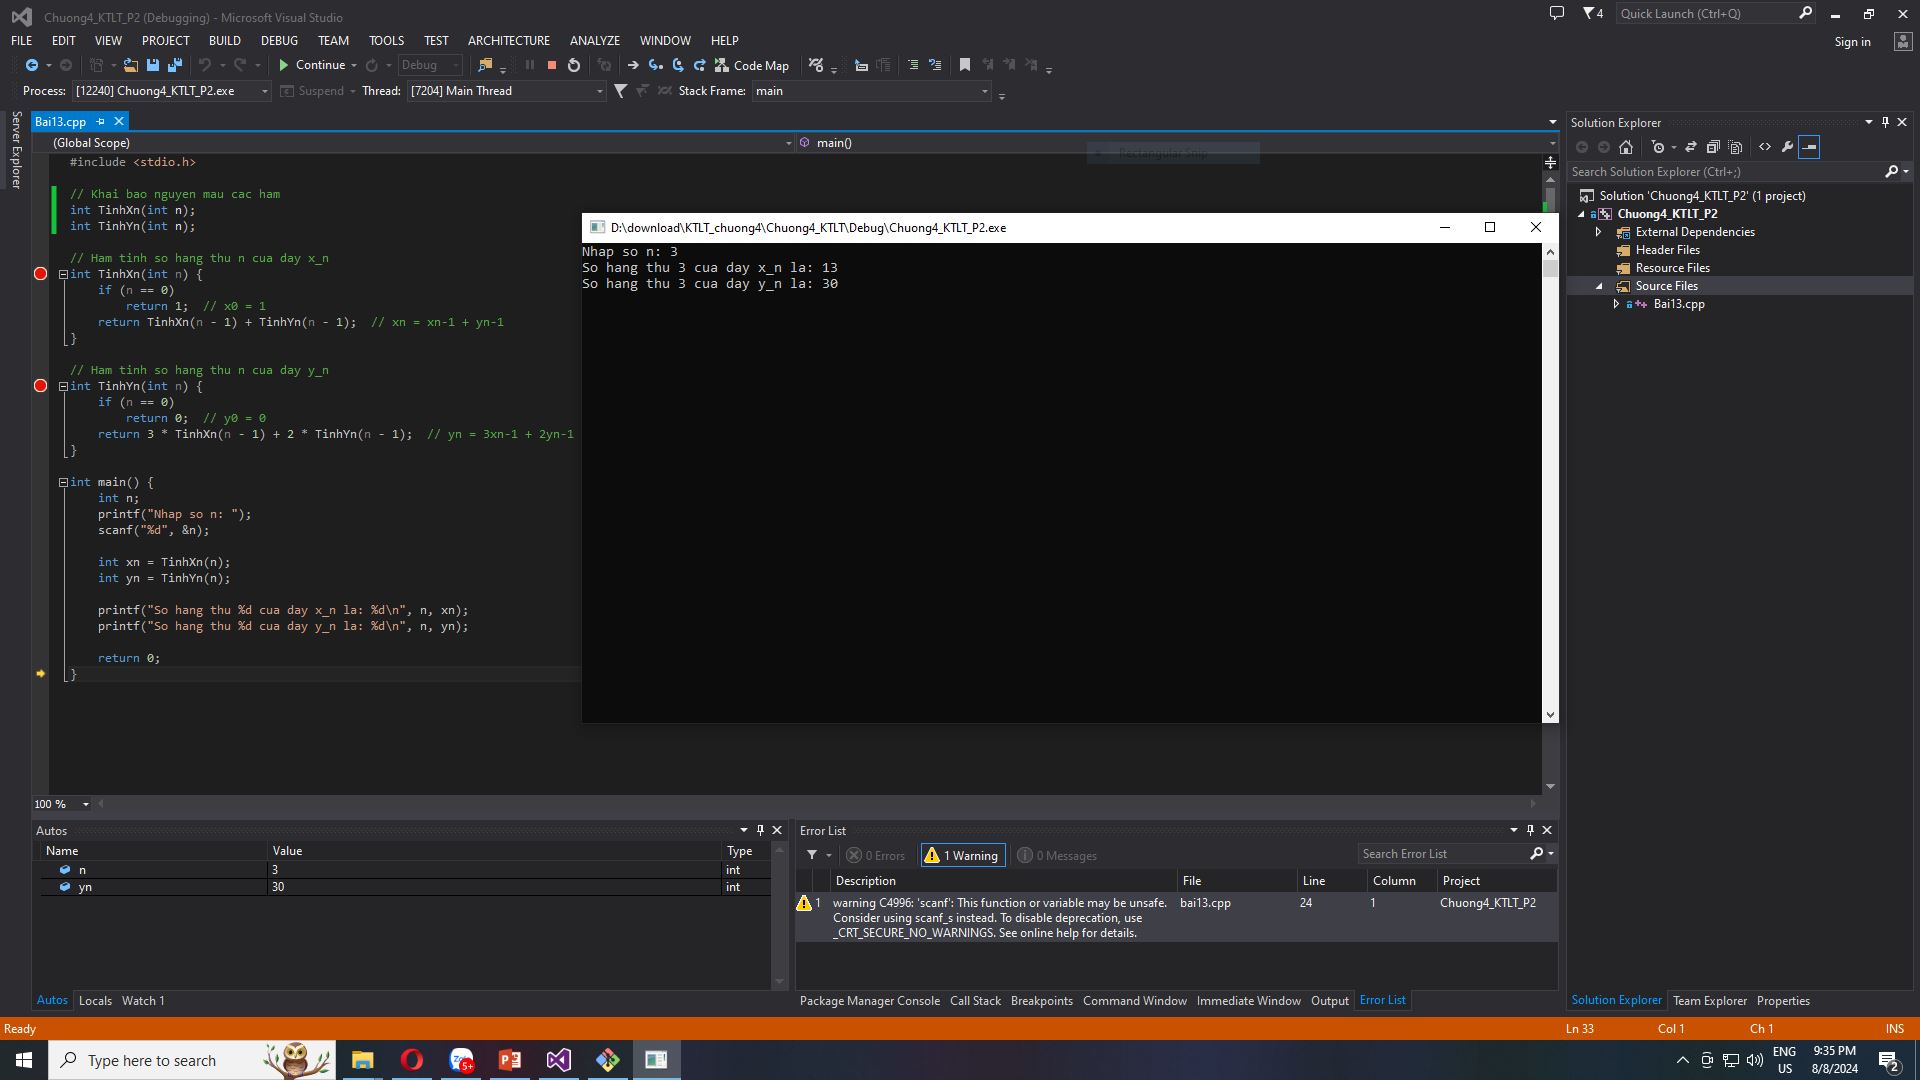 Chuong4_KTLT_P2 (Debugging) - Microsoft Visual Studio
4
Quick Launch (Ctrl+Q)
FILE EDIT VIEW PROJECT BUILD DEBUG TEAM TOOLS TEST ARCHITECTURE ANALYZE WINDOW HELP
Sign in
Continue Debug Code Map
Process: [12240] Chuong4_KTLT_P2.exe Suspend Thread: [7204] Main Thread Stack Frame: main
Server Explorer
Bai13.cpp
(Global Scope) main()
Rectangular Snip
#include <stdio.h>
// Khai bao nguyen mau cac ham
int TinhXn(int n);
int TinhYn(int n);
// Ham tinh so hang thu n cua day x_n
int TinhXn(int n) {
if (n == 0)
return 1; // x0 = 1
return TinhXn(n - 1) + TinhYn(n - 1); // xn = xn-1 + yn-1
}
// Ham tinh so hang thu n cua day y_n
int TinhYn(int n) {
if (n == 0)
return 0; // y0 = 0
return 3 * TinhXn(n - 1) + 2 * TinhYn(n - 1); // yn = 3xn-1 + 2yn-1
}
int main() {
int n;
printf("Nhap so n: ");
scanf("%d", &n);
int xn = TinhXn(n);
int yn = TinhYn(n);
printf("So hang thu %d cua day x_n la: %d\n", n, xn);
printf("So hang thu %d cua day y_n la: %d\n", n, yn);
return 0;
}
D:\download\KTLT_chuong4\Chuong4_KTLT\Debug\Chuong4_KTLT_P2.exe
Nhap so n: 3
So hang thu 3 cua day x_n la: 13
So hang thu 3 cua day y_n la: 30
Solution Explorer
Search Solution Explorer (Ctrl+;)
Solution 'Chuong4_KTLT_P2' (1 project)
Chuong4_KTLT_P2
External Dependencies
Header Files
Resource Files
Source Files
Bai13.cpp
100 %
Autos
Name Value Type
n 3 int
yn 30 int
Autos Locals Watch 1
Error List
0 Errors 1 Warning 0 Messages
Search Error List
Description File Line Column Project
1 warning C4996: 'scanf': This function or variable may be unsafe. bai13.cpp 24 1 Chuong4_KTLT_P2
Consider using scanf_s instead. To disable deprecation, use
_CRT_SECURE_NO_WARNINGS. See online help for details.
Package Manager Console Call Stack Breakpoints Command Window Immediate Window Output Error List
Solution Explorer Team Explorer Properties
Ready
Ln 33 Col 1 Ch 1 INS
Type here to search
Zalo
5+
ENG
US
9:35 PM
8/8/2024
2